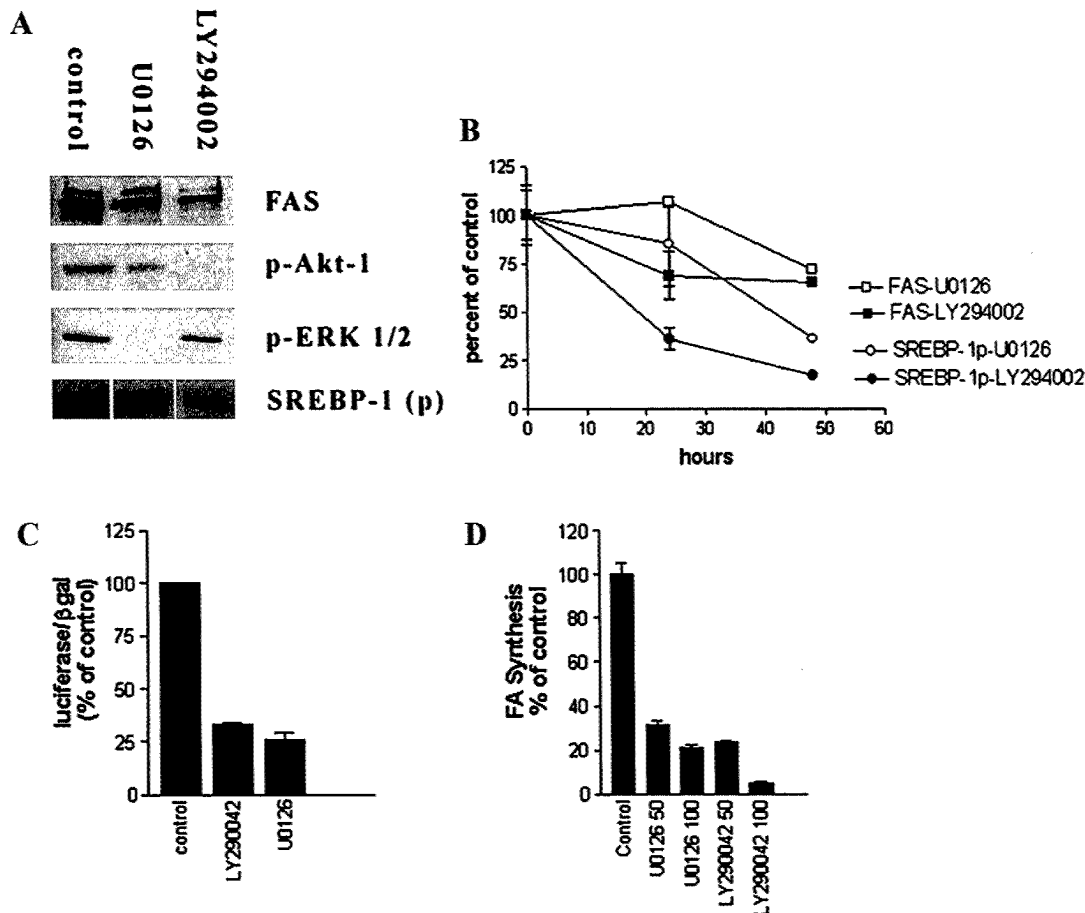 A
control
U0126
LY294002
FAS
p-Akt-1
p-ERK 1/2
SREBP-1 (p)
B
percent of control
125
100
75
50
25
0
0 10 20 30 40 50 60
hours
FAS-U0126
FAS-LY294002
SREBP-1p-U0126
SREBP-1p-LY294002
C
luciferase/βgal
(% of control)
125
100
75
50
25
0
control
LY290042
U0126
D
FA Synthesis
% of control
120
100
80
60
40
20
0
Control
U0126 50
U0126 100
LY290042 50
LY290042 100